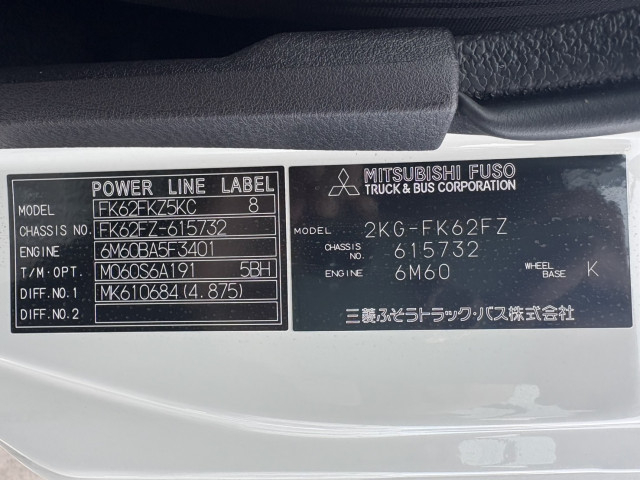 POWER LINE LABEL
MODEL FK62FKZ5KC 8
CHASSIS NO. FK62FZ-615732
ENGINE 6M60BA5F3401
T/M・OPT. M060S6A191 5BH
DIFF.NO.1 MK610684(4.875)
DIFF.NO.2
MITSUBISHI FUSO
TRUCK & BUS CORPORATION
MODEL 2KG-FK62FZ
CHASSIS NO. 615732
ENGINE 6M60 WHEEL BASE K
三菱ふそうトラック・バス株式会社